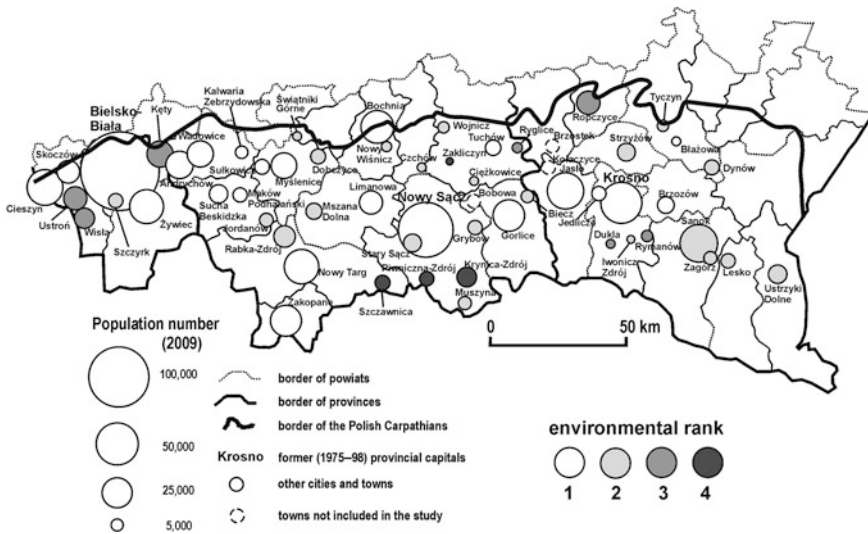 Kalwaria
Zebrzydowska
Świątniki
Górne
Bochnia
Tyczyn
Kęty
Bielsko-
Biała
Wadowice
Wojnicz
Ropczyce
Ryglice
Brzostek
Tuchów
Strzyżów
Błażowa
Skoczów
Nowy
Wiśnicz
Zakliczyn
Kołaczyce
Jasło
Dynów
Sułkowice
Andrychów
Myślenice
Dobczyce
Czchów
Ciężkowice
Cieszyn
Maków
Podhalański
Limanowa
Bobowa
Krosno
Brzozów
Sucha
Beskidzka
Mszana
Dolna
Nowy Sącz
Biecz
Jedlicze
Sanok
Ustroń
Żywiec
Jordanów
Gorlice
Wisła
Grybów
Dukla
Rymanów
Szczyrk
Rabka-Zdrój
Stary Sącz
Iwonicz
Zdrój
Zagórz
Lesko
Nowy Targ
Piwniczna-Zdrój
Krynica-Zdrój
Ustrzyki
Dolne
Szczawnica
Muszyna
Zakopane
0 50 km
Population number
(2009)
100,000
50,000
25,000
5,000
border of powiats
border of provinces
border of the Polish Carpathians
Krosno former (1975–98) provincial capitals
other cities and towns
towns not included in the study
environmental rank
1 2 3 4